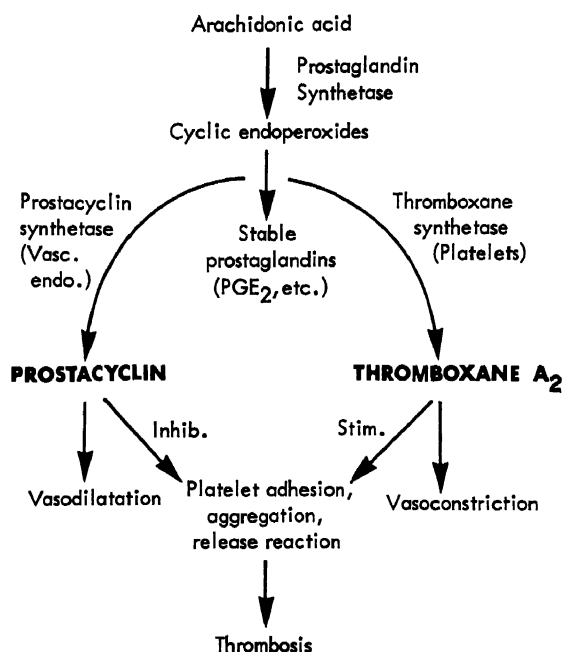 Arachidonic acid
Prostaglandin
Synthetase
Cyclic endoperoxides
Prostacyclin
synthetase
(Vasc.
endo.)
Stable
prostaglandins
(PGE2, etc.)
Thromboxane
synthetase
(Platelets)
PROSTACYCLIN
THROMBOXANE A2
Inhib.
Stim.
Vasodilatation
Platelet adhesion,
aggregation,
release reaction
Vasoconstriction
Thrombosis